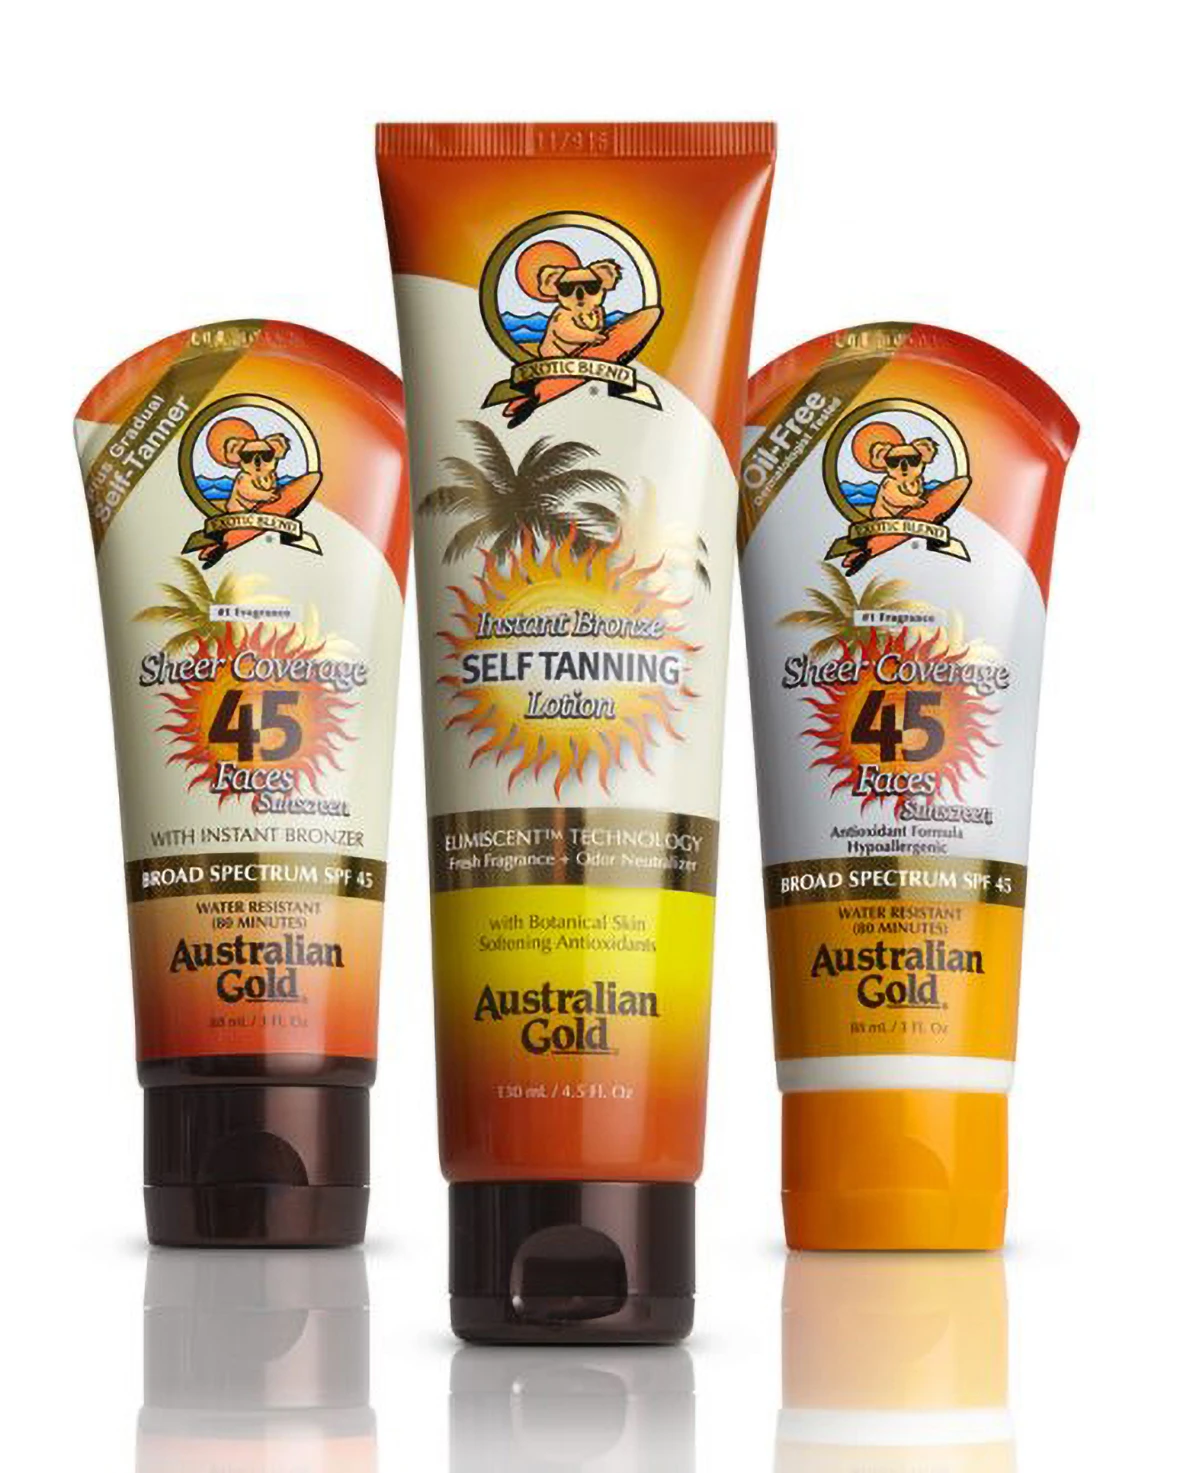 Plus Gradual
Self-Tanner
EXOTIC BLEND
#1 Fragrance
Sheer Coverage
45
Faces
Sunscreen
WITH INSTANT BRONZER
BROAD SPECTRUM SPF 45
WATER RESISTANT
(80 MINUTES)
Australian
Gold
88 mL / 3 FL Oz
EXOTIC BLEND
Instant Bronze
SELF TANNING
Lotion
ELIMISCENT™ TECHNOLOGY
Fresh Fragrance + Odor Neutralizer
with Botanical Skin
Softening Antioxidants
Australian
Gold
130 mL / 4.5 FL Oz
Oil-Free
Dermatologist Tested
EXOTIC BLEND
#1 Fragrance
Sheer Coverage
45
Faces
Sunscreen
Antioxidant Formula
Hypoallergenic
BROAD SPECTRUM SPF 45
WATER RESISTANT
(80 MINUTES)
Australian
Gold
88 mL / 3 FL Oz